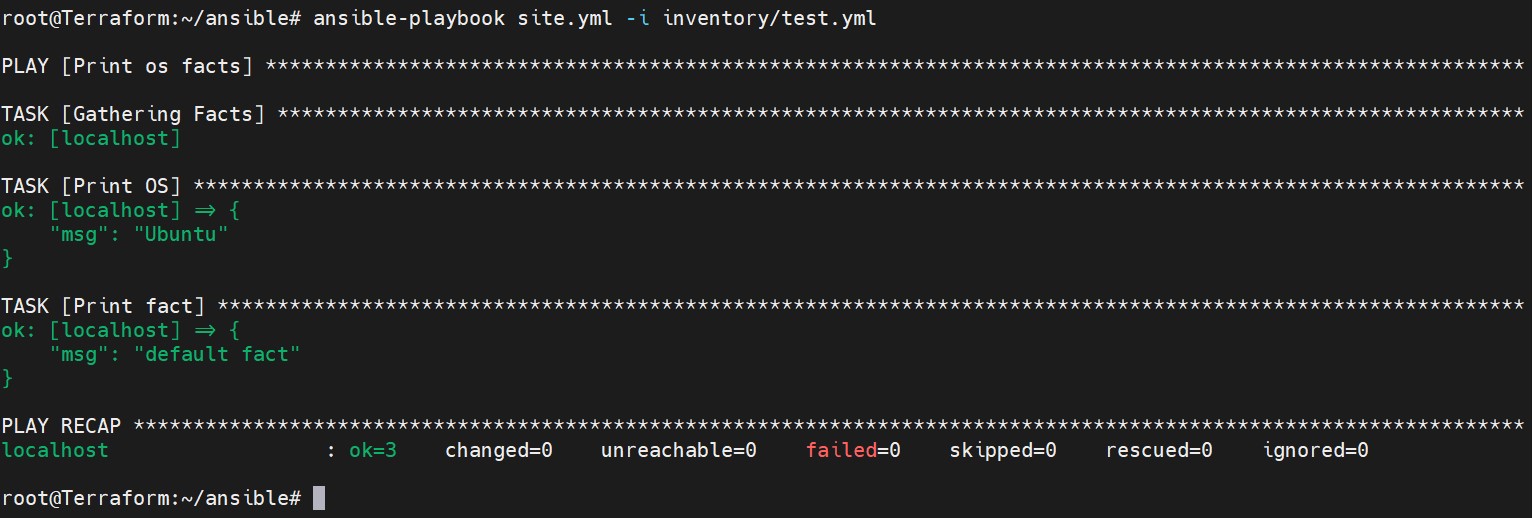 root@Terraform:~/ansible# ansible-playbook site.yml -i inventory/test.yml
PLAY [Print os facts] *********************************************************************************************************
TASK [Gathering Facts] ********************************************************************************************************
ok: [localhost]
TASK [Print OS] ***************************************************************************************************************
ok: [localhost] => {
    "msg": "Ubuntu"
}
TASK [Print fact] *************************************************************************************************************
ok: [localhost] => {
    "msg": "default fact"
}
PLAY RECAP ********************************************************************************************************************
localhost                  : ok=3    changed=0    unreachable=0    failed=0    skipped=0    rescued=0    ignored=0
root@Terraform:~/ansible#